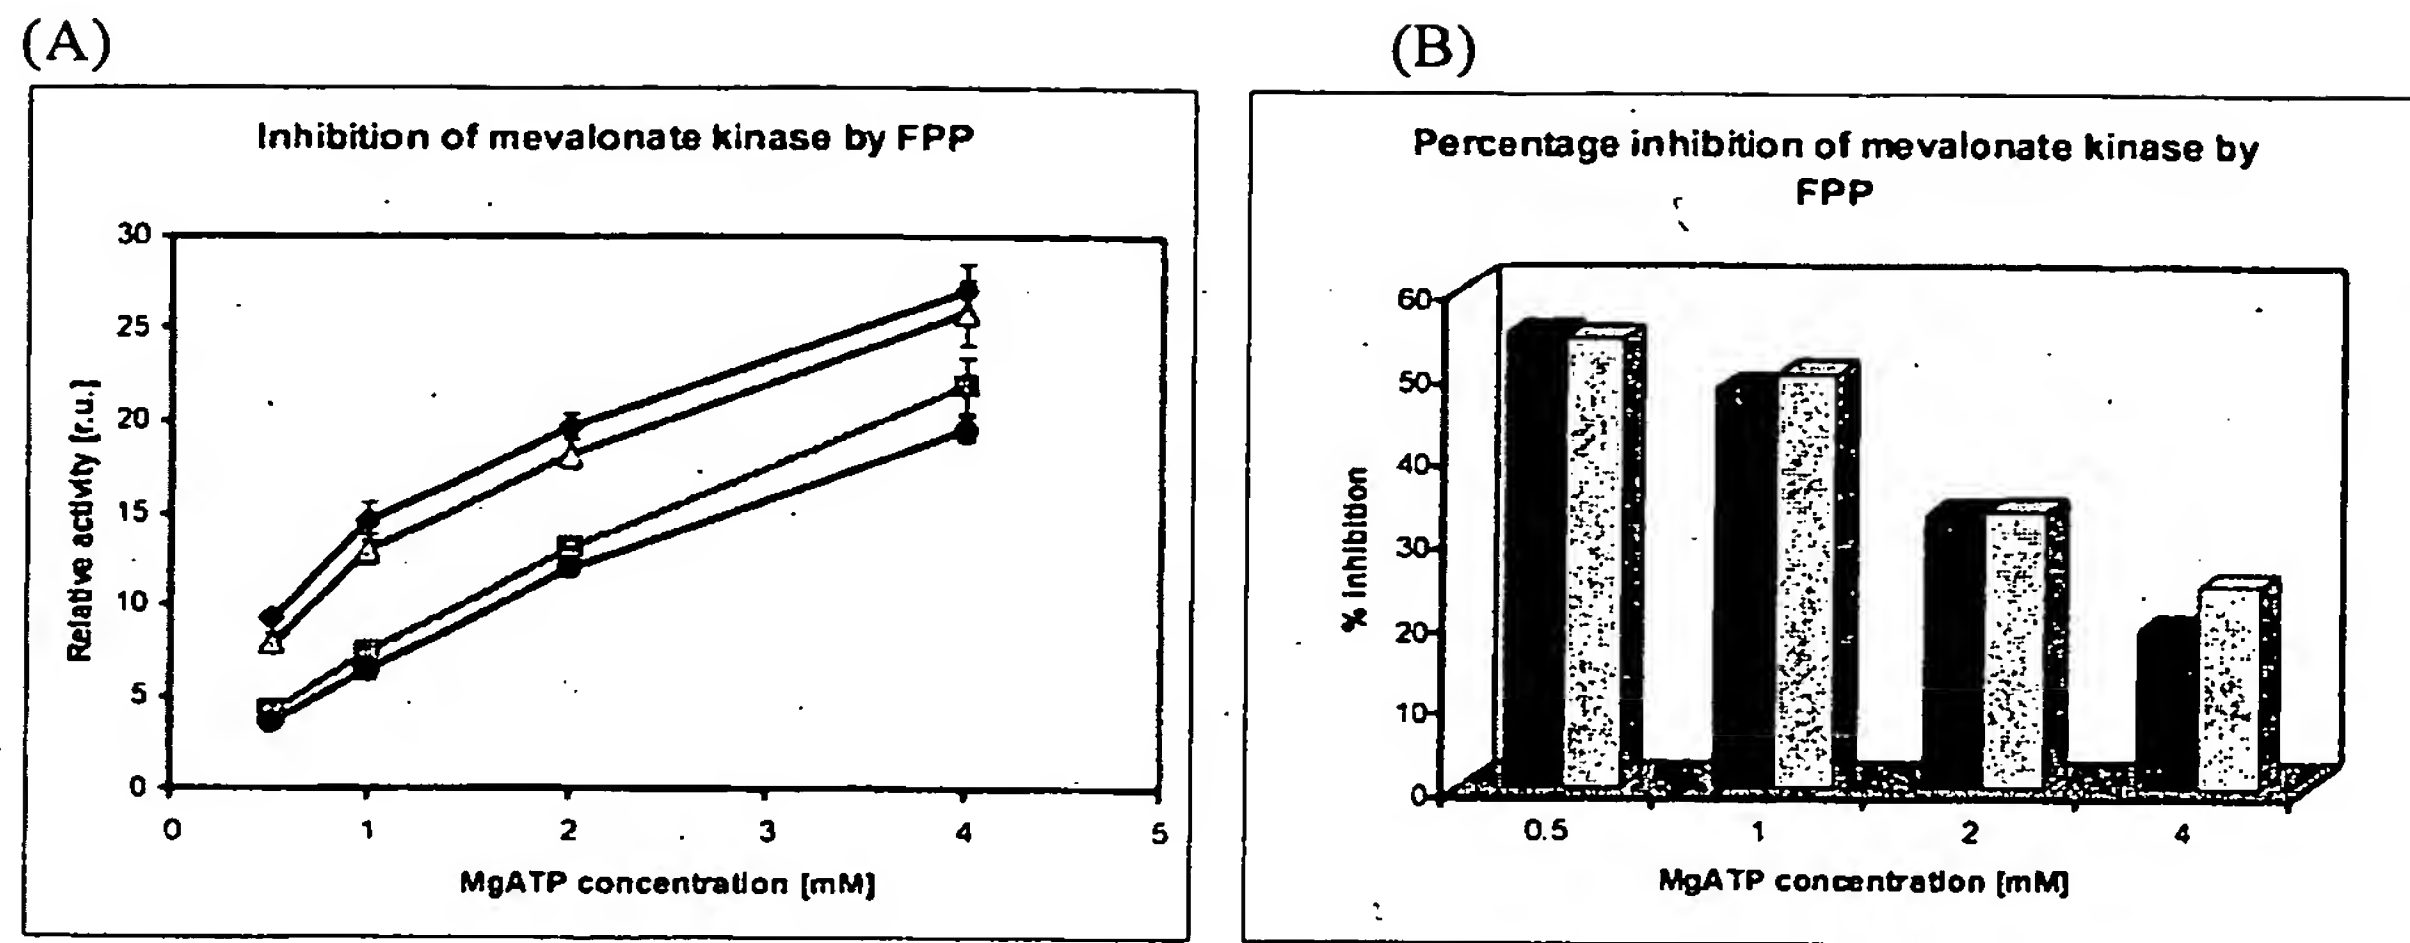 (A)
Inhibition of mevalonate kinase by FPP
30
25
20
15
10
5
0
Relative activity [r.u.]
0 1 2 3 4 5
MgATP concentration [mM]
(B)
Percentage inhibition of mevalonate kinase by
FPP
60
50
40
30
20
10
0
% inhibition
0.5 1 2 4
MgATP concentration [mM]